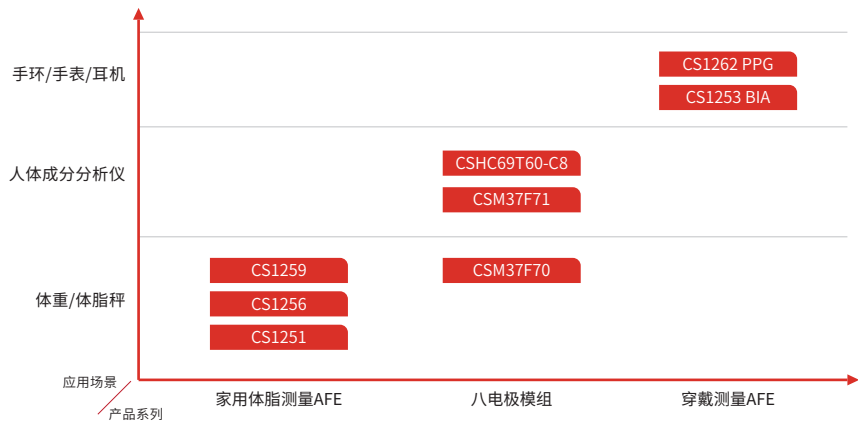 手环/手表/耳机
CS1262 PPG
CS1253 BIA
人体成分分析仪
CSHC69T60-C8
CSM37F71
体重/体脂秤
CS1259
CSM37F70
CS1256
CS1251
应用场景
产品系列
家用体脂测量AFE
八电极模组
穿戴测量AFE